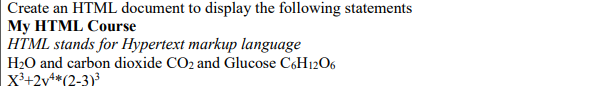 Create an HTML document to display the following statements
My HTML Course
HTML stands for Hypertext markup language
H₂O and carbon dioxide CO₂ and Glucose C₆H₁₂O₆
X³+2v⁴*(2-3)³